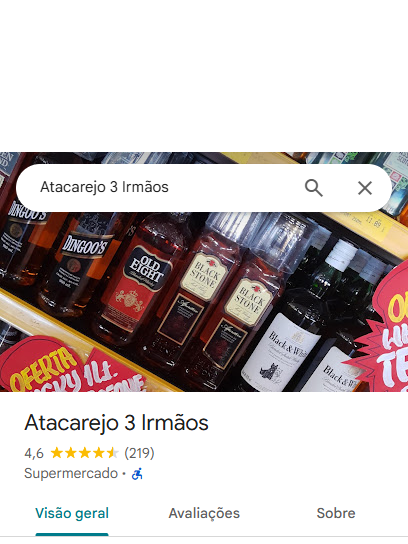 Atacarejo 3 Irmãos
DINGOO'S
DINGOO'S
OLD
EIGHT
BLACK
STONE
BLACK
STONE
Black & White
Black & W
OFERTA
OFERTA
Atacarejo 3 Irmãos
4,6 (219)
Supermercado ·
Visão geral Avaliações Sobre